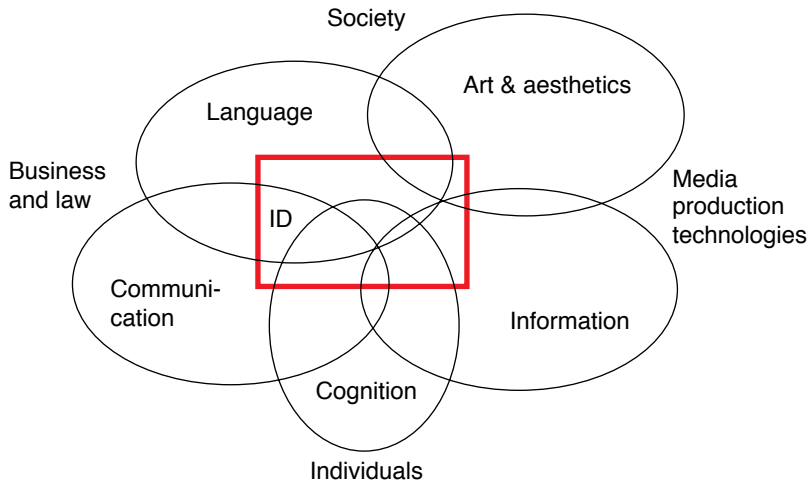 Society
Art & aesthetics
Language
Business
and law
Media
production
technologies
ID
Communi-
cation
Information
Cognition
Individuals